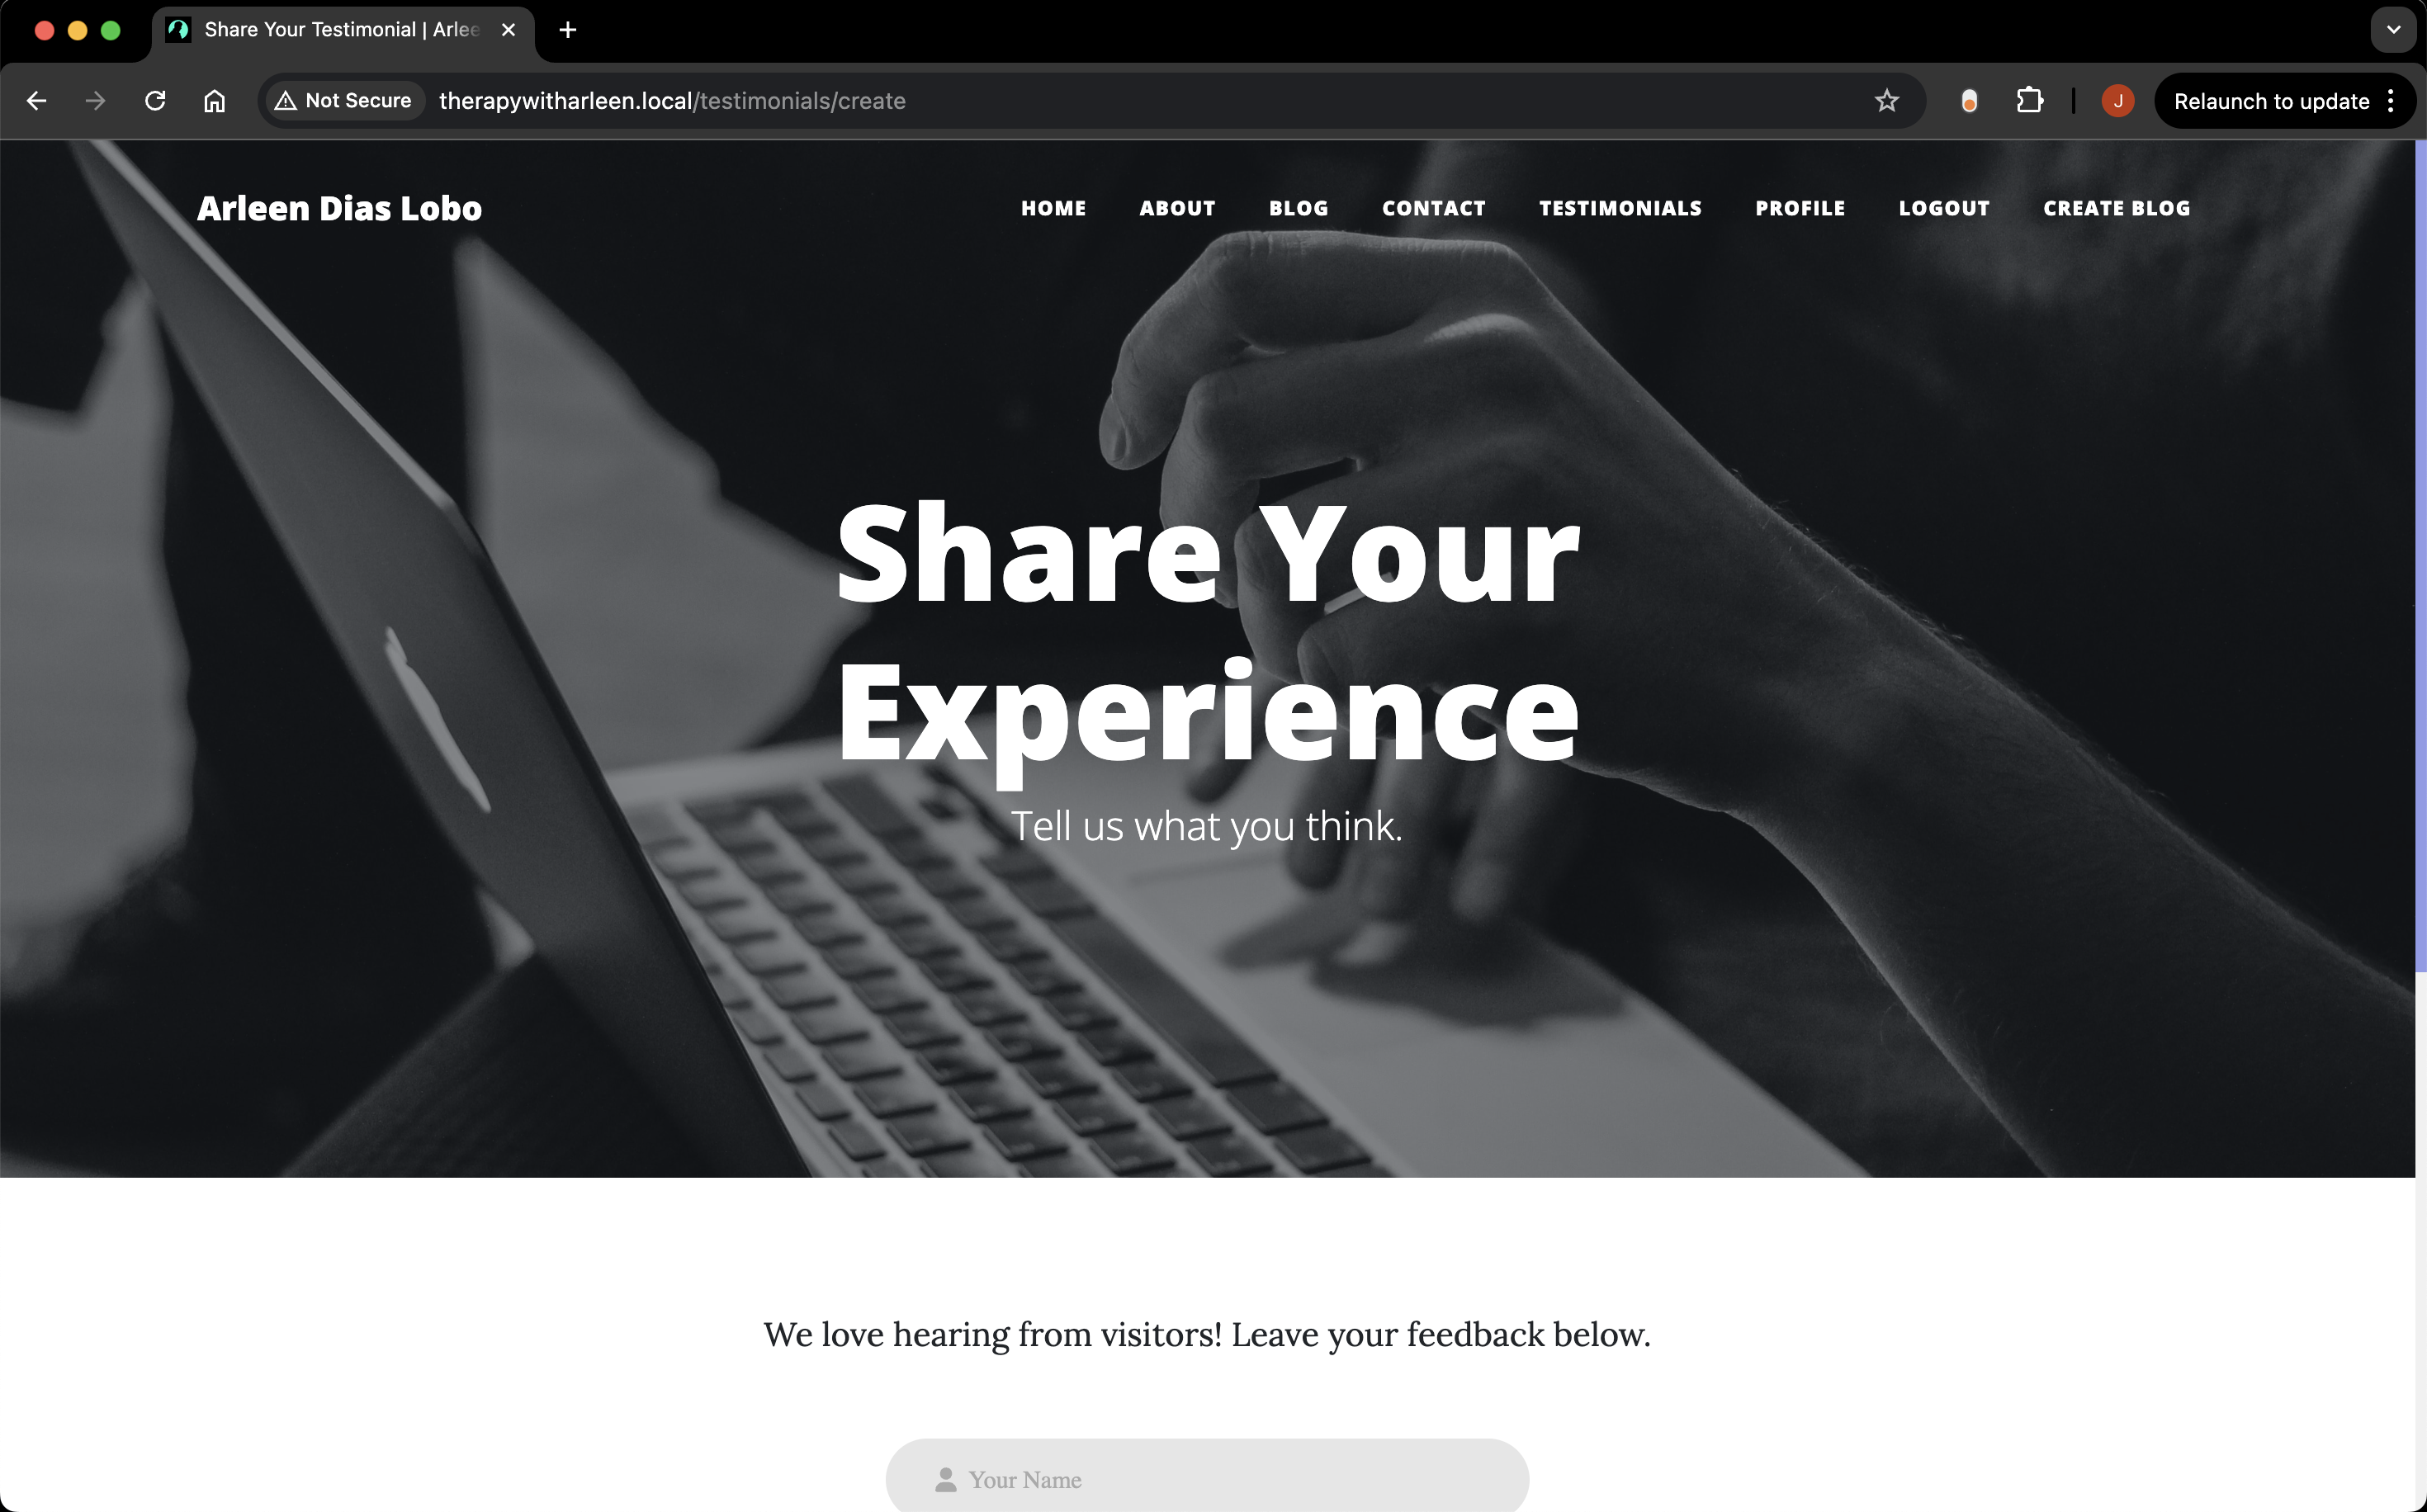 Share Your Testimonial | Arlee
Not Secure therapywitharleen.local/testimonials/create
J
Relaunch to update
Arleen Dias Lobo
HOME ABOUT BLOG CONTACT TESTIMONIALS PROFILE LOGOUT CREATE BLOG
Share Your
Experience
Tell us what you think.
We love hearing from visitors! Leave your feedback below.
Your Name